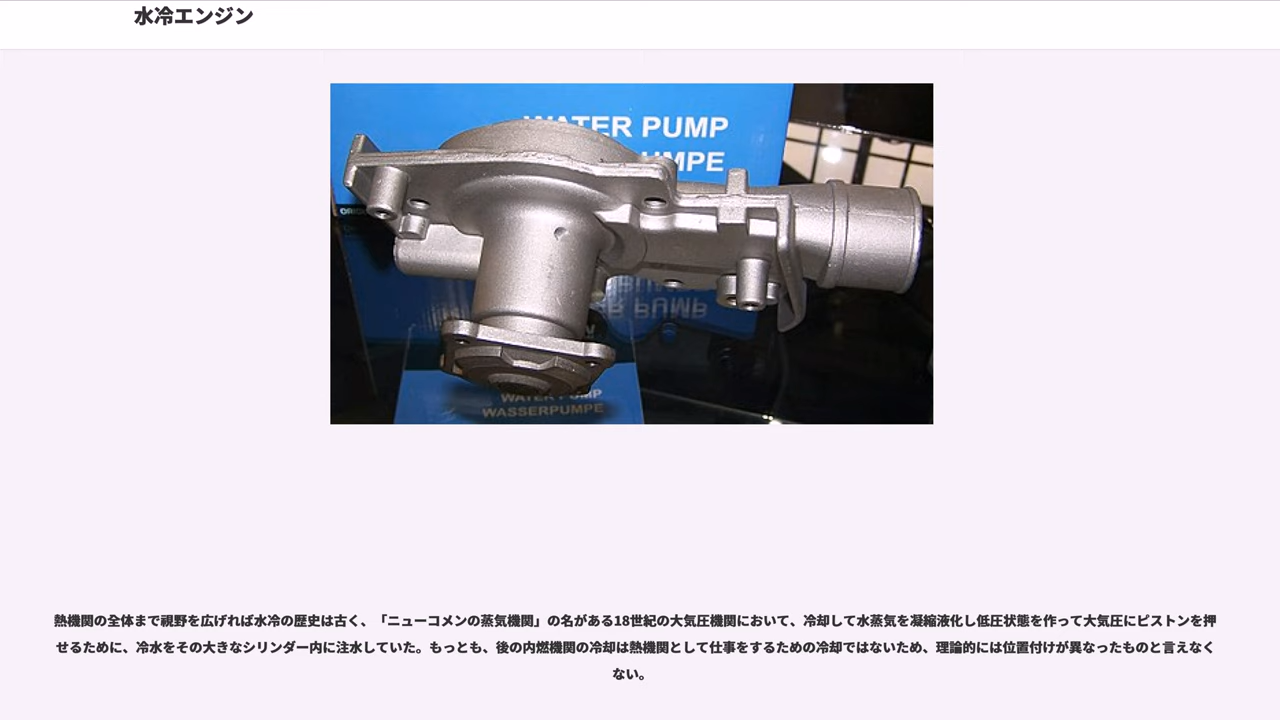 水冷エンジン
WATER PUMP
WATER PUMP
WASSERPUMPE
熱機関の全体まで視野を広げれば水冷の歴史は古く、「ニューコメンの蒸気機関」の名がある18世紀の大気圧機関において、冷却して水蒸気を凝縮液化し低圧状態を作って大気圧にピストンを押
せるために、冷水をその大きなシリンダー内に注水していた。もっとも、後の内燃機関の冷却は熱機関として仕事をするための冷却ではないため、理論的には位置付けが異なったものと言えなく
ない。